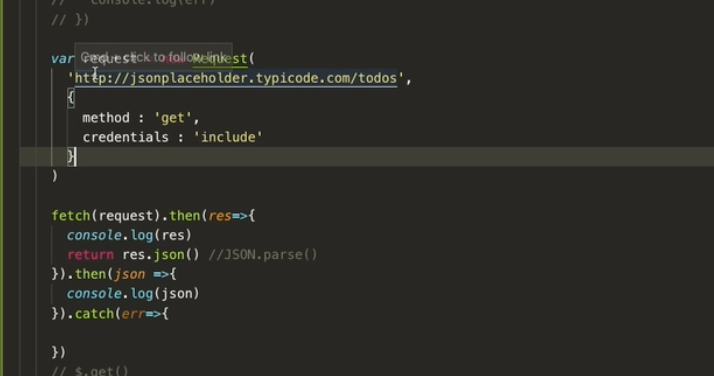 //   console.log(err)
// })
var request = new Request(
Cmd + click to follow link
'http://jsonplaceholder.typicode.com/todos',
{
method : 'get',
credentials : 'include'
}
)
fetch(request).then(res=>{
console.log(res)
return res.json() //JSON.parse()
}).then(json =>{
console.log(json)
}).catch(err=>{
})
// $.get()